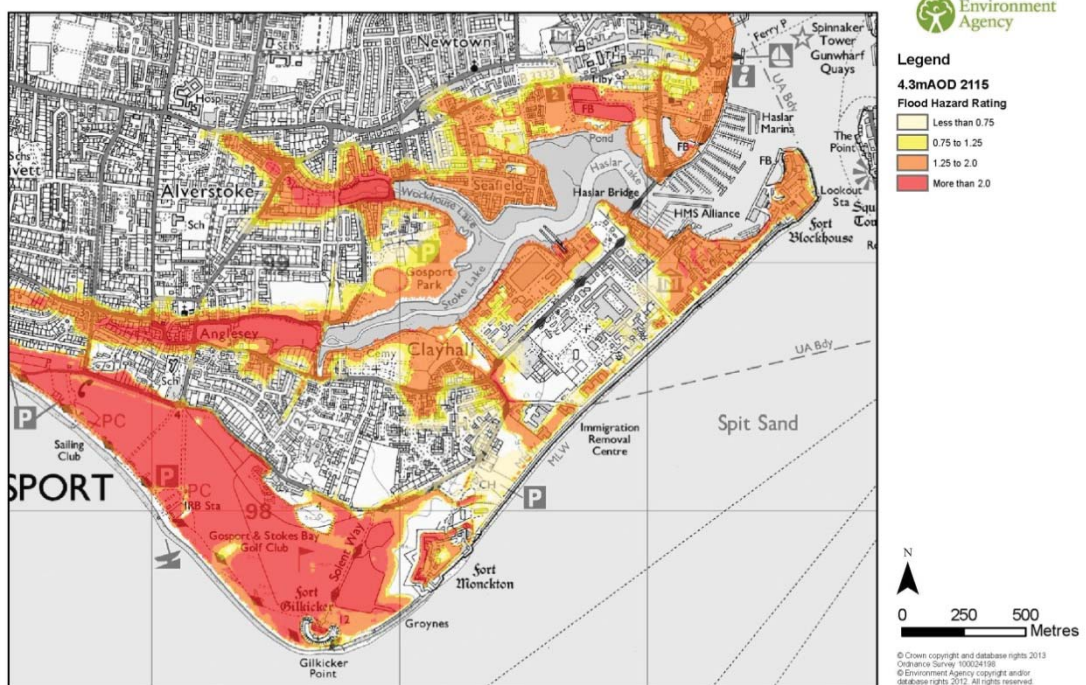 Environment
Agency
Legend
4.3mAOD 2115
Flood Hazard Rating
Less than 0.75
0.75 to 1.25
1.25 to 2.0
More than 2.0
Newtown
Sch
M
Ferry P
Spinnaker
Tower
Gunwharf
Quays
i
UA Bdy
Hosp
2
FB
Pond
Haslar
Marina
FB
FB
The
Point
Schs
Alverstoke
Workhouse Lake
Seafield
Haslar Lake
Haslar Bridge
HMS Alliance
Lookout
Sta
Fort
Blockhouse
Sch
99
P
Gosport
Park
Stoke Lake
Anglesey
Cemy
Clayhall
UA Bdy
Sch
P
PC
4
Sailing
Club
Immigration
Removal
Centre
Spit Sand
MLW
SPORT
P
PC
IRB Sta
98
CH
P
Gosport & Stokes Bay
Golf Club
Solent Way
Fort
Monckton
Fort
Gilkicker
12
Groynes
Gilkicker
Point
N
0 250 500
Metres
© Crown copyright and database rights 2013
Ordnance Survey 100024198
© Environment Agency copyright and/or
database rights 2012. All rights reserved.